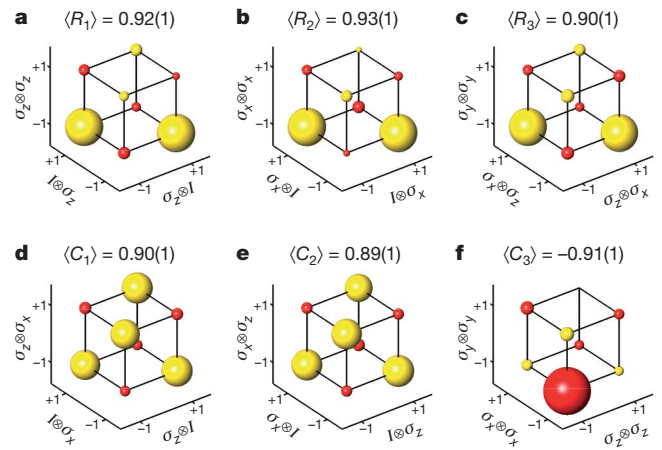 a ⟨R₁⟩ = 0.92(1)
b ⟨R₂⟩ = 0.93(1)
c ⟨R₃⟩ = 0.90(1)
σz⊗σz
+1
−1
+1
−1
I⊗σz
−1
+1
σz⊗I
σx⊗σx
+1
−1
+1
−1
σx⊗I
−1
+1
I⊗σx
σy⊗σy
+1
−1
+1
−1
σx⊗σz
−1
+1
σz⊗σx
d ⟨C₁⟩ = 0.90(1)
e ⟨C₂⟩ = 0.89(1)
f ⟨C₃⟩ = −0.91(1)
σz⊗σx
+1
−1
+1
−1
I⊗σx
−1
+1
σz⊗I
σx⊗σz
+1
−1
+1
−1
σx⊗I
−1
+1
I⊗σz
σy⊗σy
+1
−1
+1
−1
σx⊗σx
−1
+1
σz⊗σz